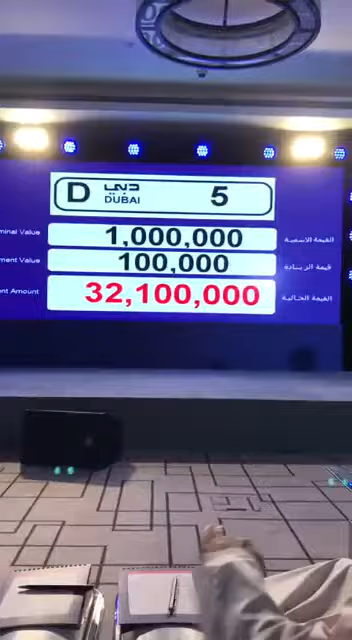 D دبي DUBAI 5
minal Value 1,000,000 القيمة الاسمية
ment Value 100,000 قيمة الزيادة
nt Amount 32,100,000 القيمة الحالية